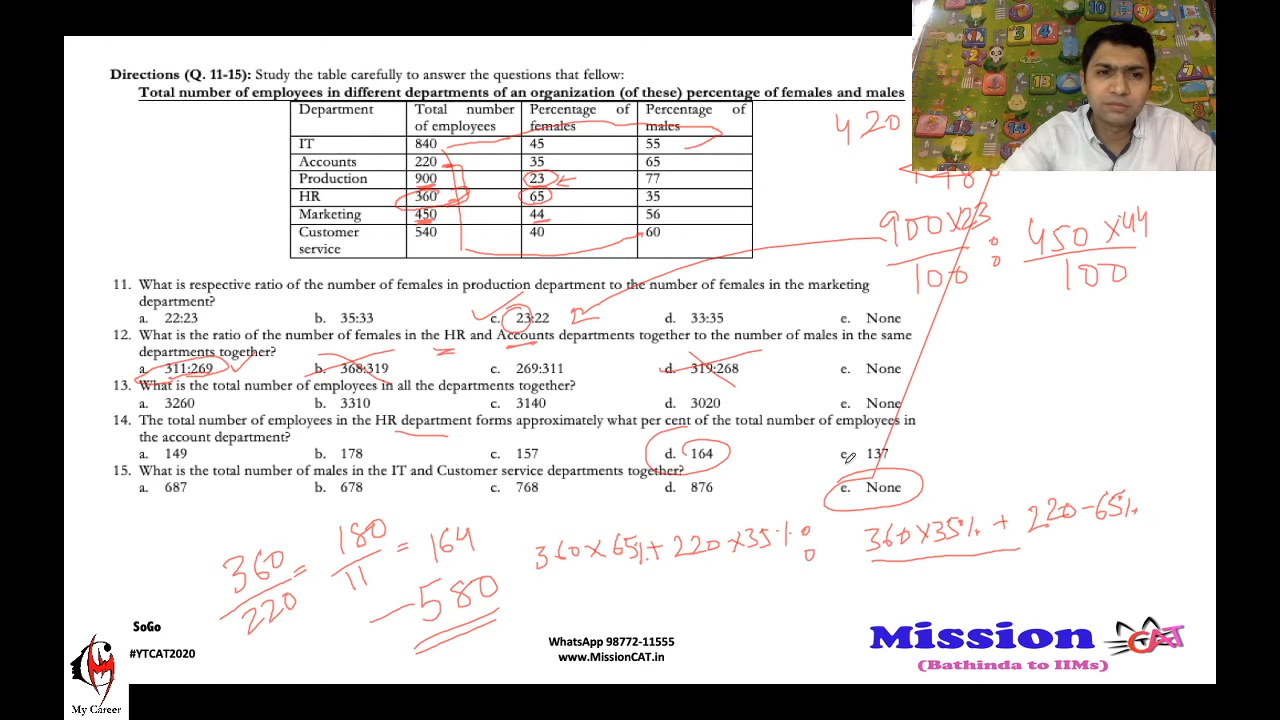 Directions (Q. 11-15): Study the table carefully to answer the questions that fellow:
Total number of employees in different departments of an organization (of these) percentage of females and males
Department Total number of employees Percentage of females Percentage of males
IT 840 45 55
Accounts 220 35 65
Production 900 23 77
HR 360 65 35
Marketing 450 44 56
Customer service 540 40 60
420
900x23 / 100 : 450x44 / 100
11. What is respective ratio of the number of females in production department to the number of females in the marketing
department?
a. 22:23 b. 35:33 c. 23:22 d. 33:35 e. None
12. What is the ratio of the number of females in the HR and Accounts departments together to the number of males in the same
departments together?
a. 311:269 b. 368:319 c. 269:311 d. 319:268 e. None
13. What is the total number of employees in all the departments together?
a. 3260 b. 3310 c. 3140 d. 3020 e. None
14. The total number of employees in the HR department forms approximately what per cent of the total number of employees in
the account department?
a. 149 b. 178 c. 157 d. 164 e. 137
15. What is the total number of males in the IT and Customer service departments together?
a. 687 b. 678 c. 768 d. 876 e. None
360/220 = 180/11 = 164
580
360x65%+220x35% : 360x35% + 220-65%
SoGo
#YTCAT2020
My Career
WhatsApp 98772-11555
www.MissionCAT.in
Mission CAT
(Bathinda to IIMs)